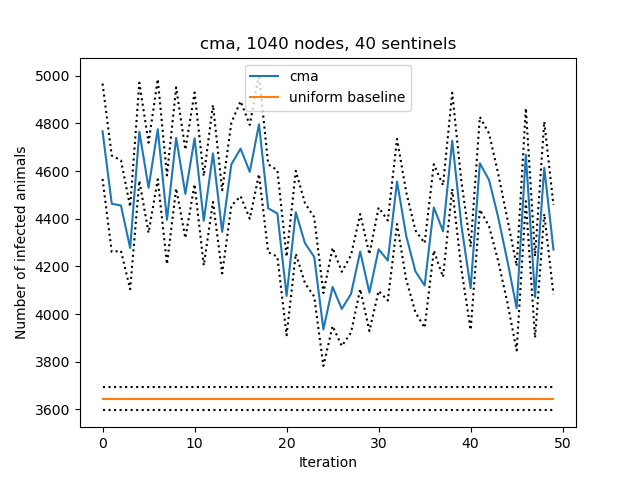 cma, 1040 nodes, 40 sentinels
cma
uniform baseline
Number of infected animals
5000
4800
4600
4400
4200
4000
3800
3600
0 10 20 30 40 50
Iteration